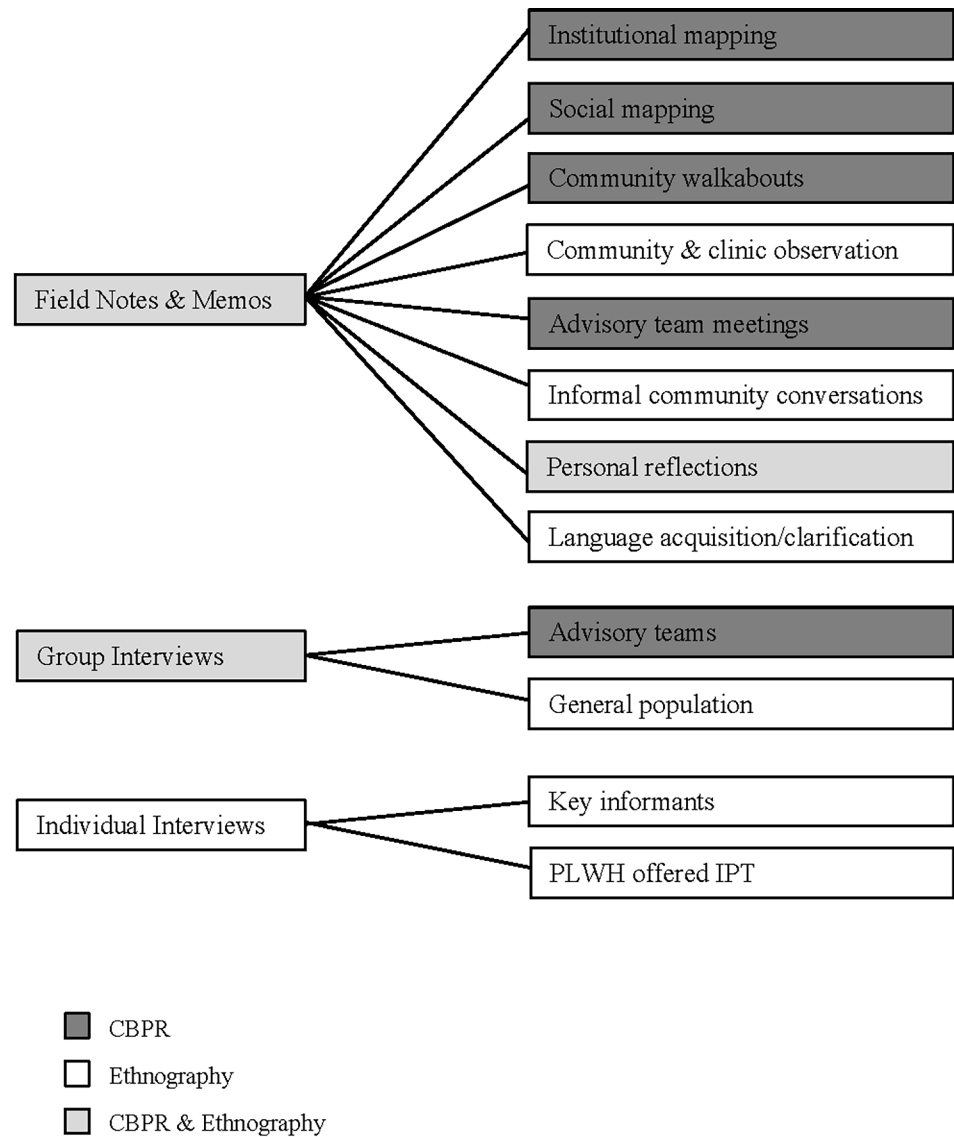 Institutional mapping
Social mapping
Community walkabouts
Community & clinic observation
Field Notes & Memos
Advisory team meetings
Informal community conversations
Personal reflections
Language acquisition/clarification
Advisory teams
Group Interviews
General population
Key informants
Individual Interviews
PLWH offered IPT
CBPR
Ethnography
CBPR & Ethnography